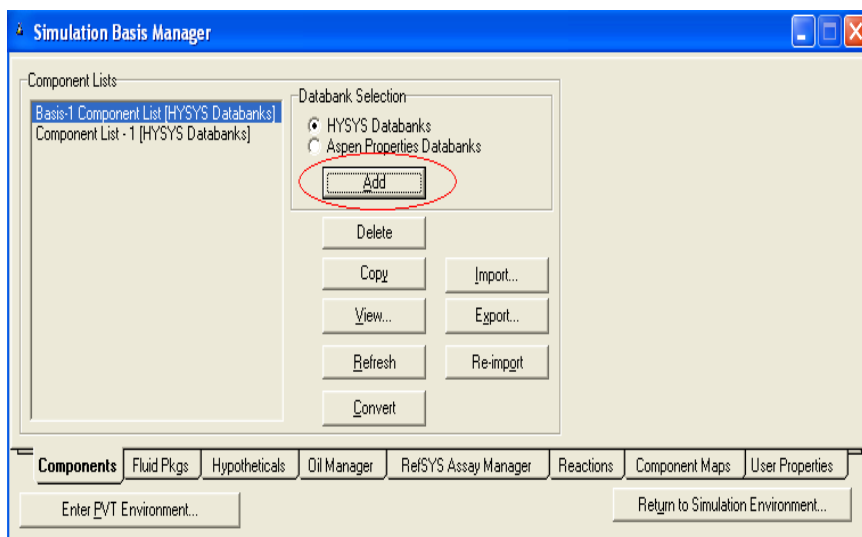 Simulation Basis Manager
Component Lists
Basis-1 Component List [HYSYS Databanks]
Component List - 1 [HYSYS Databanks]
Databank Selection
HYSYS Databanks
Aspen Properties Databanks
Add
Delete
Copy
Import...
View...
Export...
Refresh
Re-import
Convert
Components
Fluid Pkgs
Hypotheticals
Oil Manager
RefSYS Assay Manager
Reactions
Component Maps
User Properties
Enter PVT Environment...
Return to Simulation Environment...